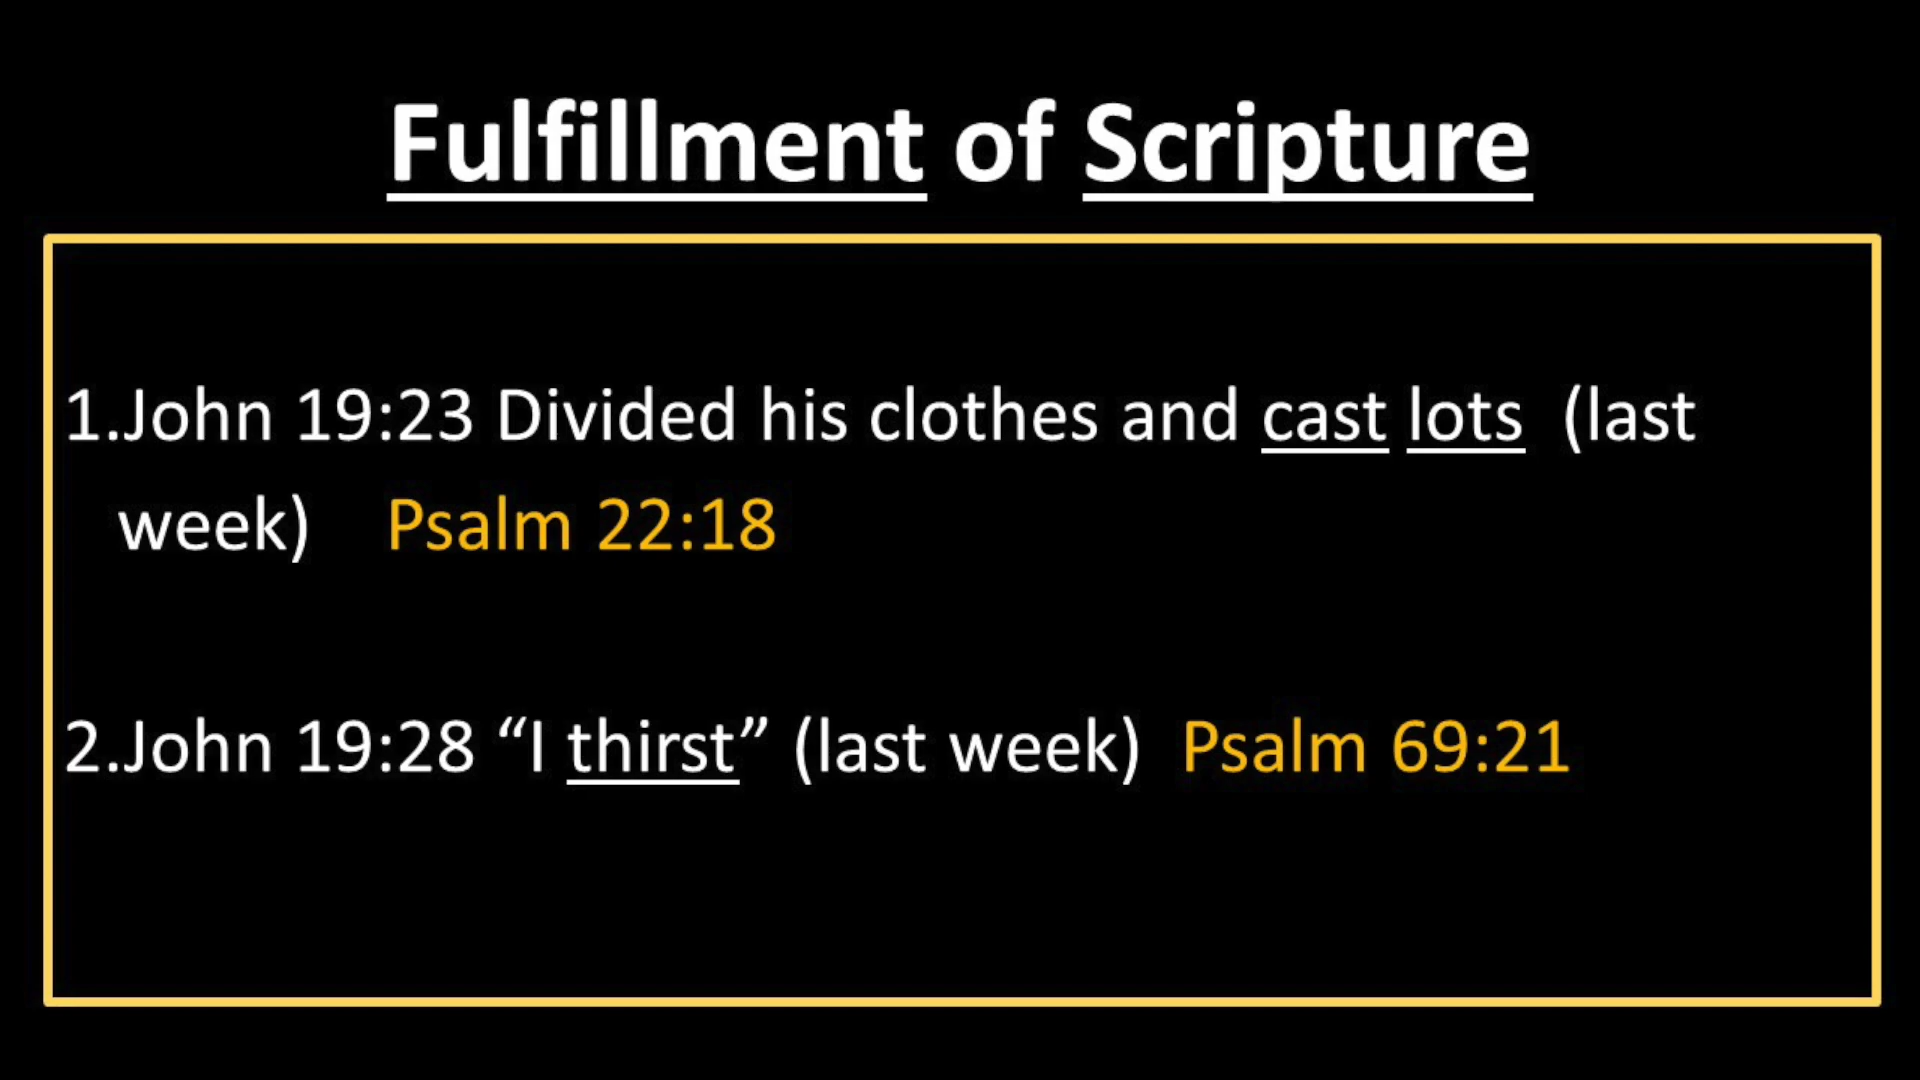 Fulfillment of Scripture
1.John 19:23 Divided his clothes and cast lots (last
week) Psalm 22:18
2.John 19:28 “I thirst” (last week) Psalm 69:21